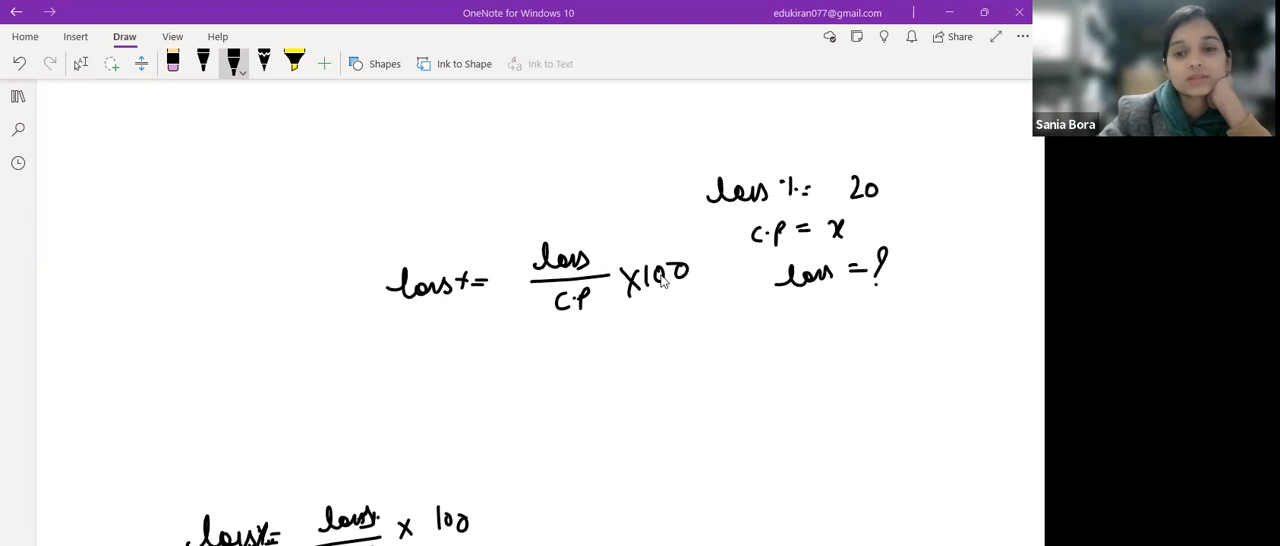 OneNote for Windows 10
edukiran077@gmail.com
Home Insert Draw View Help
Share
Shapes Ink to Shape Ink to Text
Sania Bora
loss % = 20
C.P = x
loss = ?
loss % = loss / C.P × 100
loss % = loss × 100